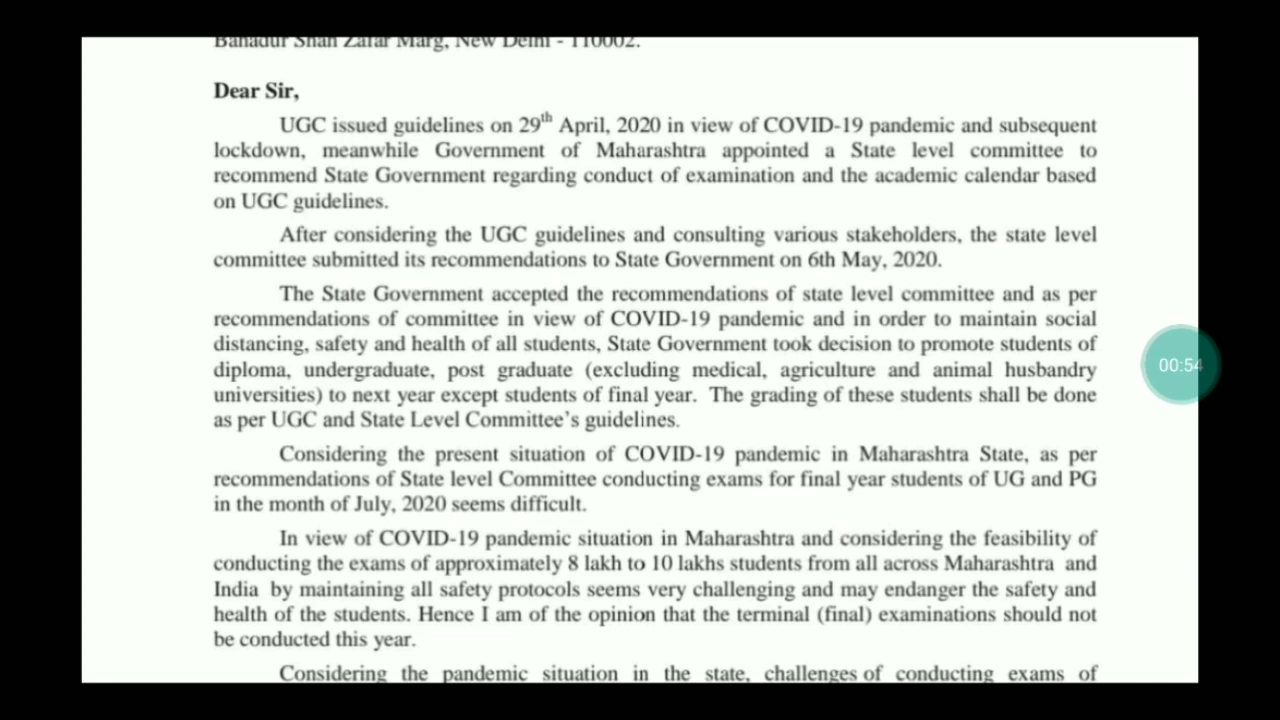 Bahadur Shah Zafar Marg, New Delhi - 110002.
Dear Sir,
UGC issued guidelines on 29th April, 2020 in view of COVID-19 pandemic and subsequent
lockdown, meanwhile Government of Maharashtra appointed a State level committee to
recommend State Government regarding conduct of examination and the academic calendar based
on UGC guidelines.
After considering the UGC guidelines and consulting various stakeholders, the state level
committee submitted its recommendations to State Government on 6th May, 2020.
The State Government accepted the recommendations of state level committee and as per
recommendations of committee in view of COVID-19 pandemic and in order to maintain social
distancing, safety and health of all students, State Government took decision to promote students of
diploma, undergraduate, post graduate (excluding medical, agriculture and animal husbandry
universities) to next year except students of final year. The grading of these students shall be done
as per UGC and State Level Committee's guidelines.
Considering the present situation of COVID-19 pandemic in Maharashtra State, as per
recommendations of State level Committee conducting exams for final year students of UG and PG
in the month of July, 2020 seems difficult.
In view of COVID-19 pandemic situation in Maharashtra and considering the feasibility of
conducting the exams of approximately 8 lakh to 10 lakhs students from all across Maharashtra and
India by maintaining all safety protocols seems very challenging and may endanger the safety and
health of the students. Hence I am of the opinion that the terminal (final) examinations should not
be conducted this year.
Considering the pandemic situation in the state, challenges of conducting exams of
00:54